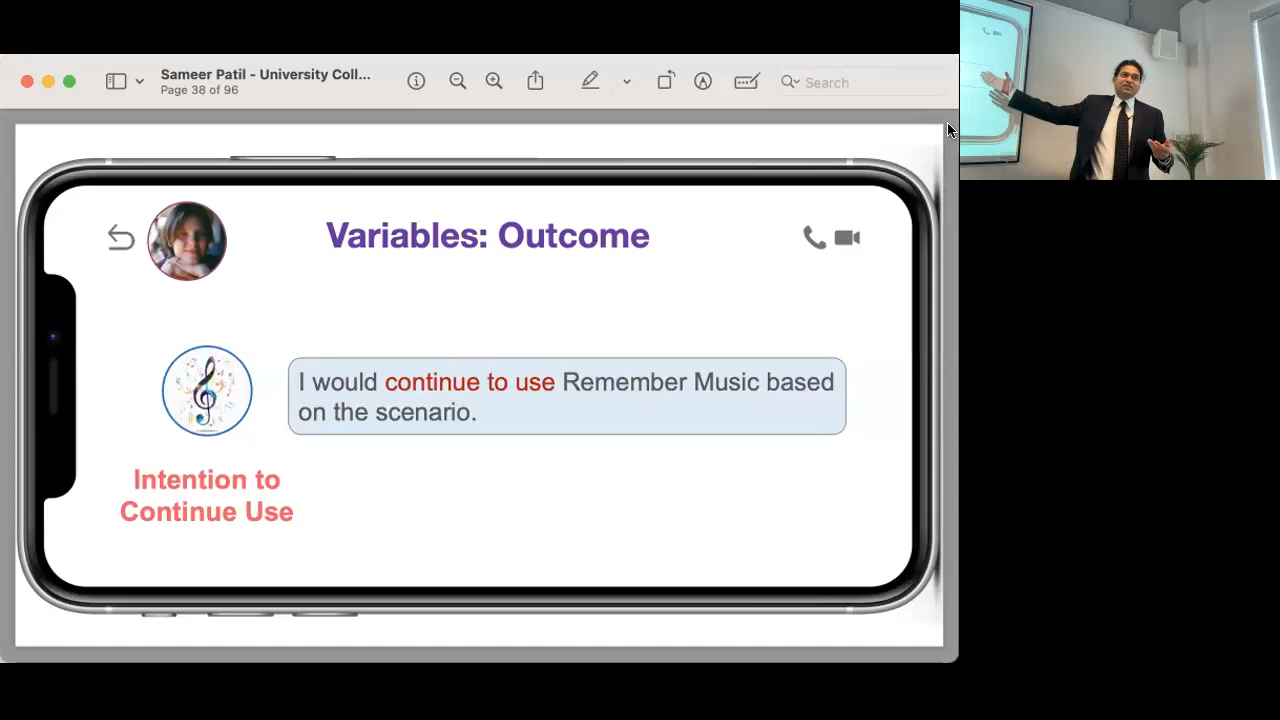 Sameer Patil - University Coll...
Page 38 of 96
Search
Variables: Outcome
I would continue to use Remember Music based
on the scenario.
Intention to
Continue Use